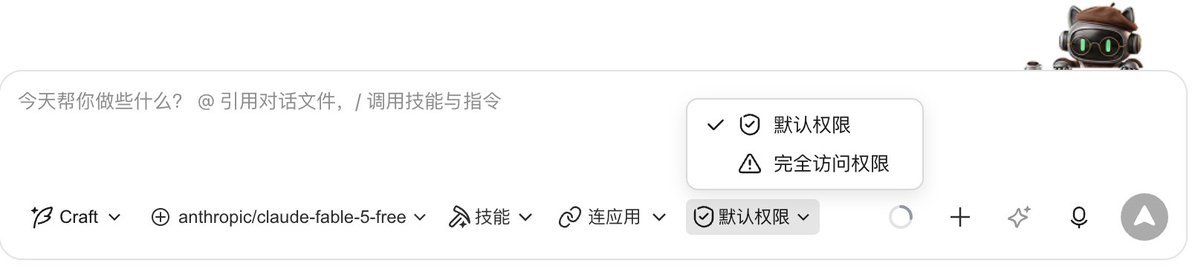 今天帮你做些什么？ @ 引用对话文件，/ 调用技能与指令
默认权限
完全访问权限
Craft anthropic/claude-fable-5-free 技能 连应用 默认权限